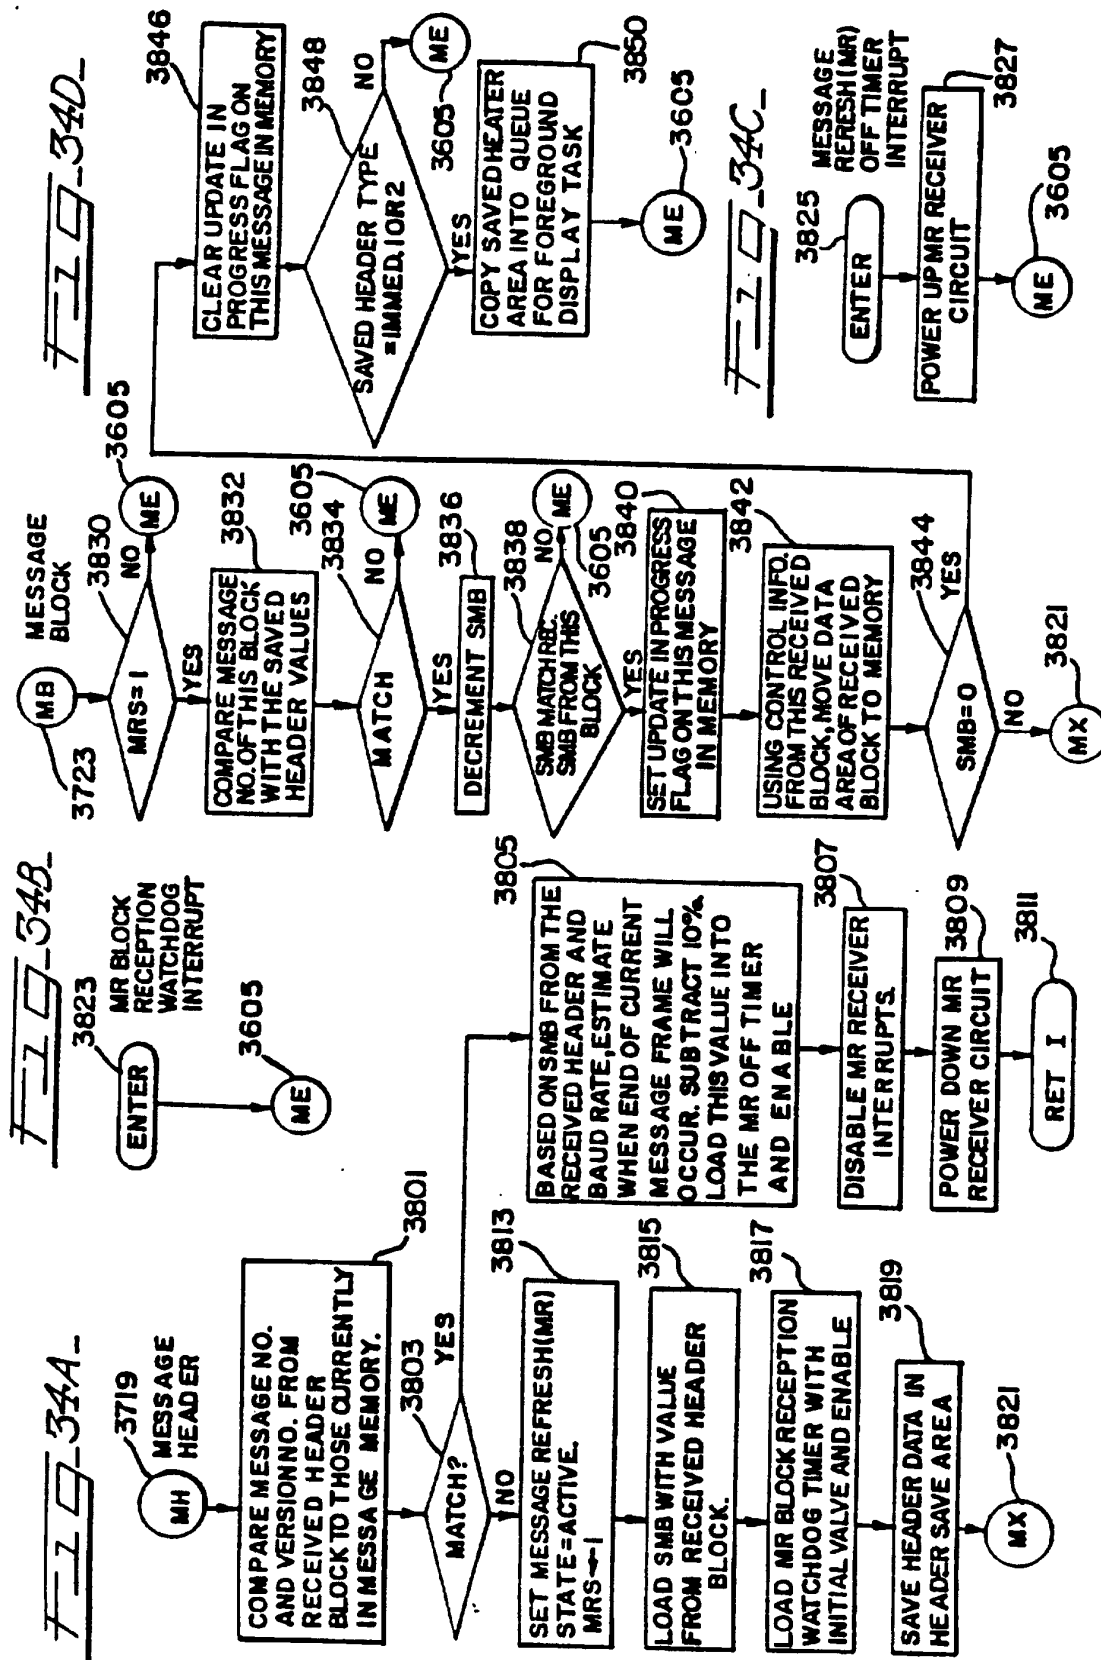 FIG_34A_
3719
MH
MESSAGE
HEADER
COMPARE MESSAGE NO.
AND VERSION NO. FROM
RECEIVED HEADER
BLOCK TO THOSE CURRENTLY
IN MESSAGE MEMORY.
3801
MATCH?
3803
YES
NO
SET MESSAGE REFRESH (MR)
STATE=ACTIVE.
MRS←1
3813
LOAD SMB WITH VALUE
FROM RECEIVED HEADER
BLOCK.
3815
LOAD MR BLOCK RECEPTION
WATCHDOG TIMER WITH
INITIAL VALVE AND ENABLE
3817
SAVE HEADER DATA IN
HEADER SAVE AREA
3819
MX
3821
BASED ON SMB FROM THE
RECEIVED HEADER AND
BAUD RATE, ESTIMATE
WHEN END OF CURRENT
MESSAGE FRAME WILL
OCCUR. SUBTRACT 10%.
LOAD THIS VALUE INTO
THE MR OFF TIMER
AND ENABLE
3805
DISABLE MR RECEIVER
INTERRUPTS.
3807
POWER DOWN MR
RECEIVER CIRCUIT
3809
RET I
3811
FIG_34B_
3823
ENTER
MR BLOCK
RECEPTION
WATCHDOG
INTERRUPT
ME
3605
3723
MB
MESSAGE
BLOCK
MRS=1
3830
NO
ME
3605
YES
COMPARE MESSAGE
NO. OF THIS BLOCK
WITH THE SAVED
HEADER VALUES
3832
MATCH
3834
NO
ME
3605
YES
DECREMENT SMB
3836
SMB MATCH REC.
SMB FROM THIS
BLOCK
3838
NO
ME
3605
YES
SET UPDATE IN PROGRESS
FLAG ON THIS MESSAGE
IN MEMORY
3840
USING CONTROL INFO.
FROM THIS RECEIVED
BLOCK, MOVE DATA
AREA OF RECEIVED
BLOCK TO MEMORY
3842
SMB=0
3844
YES
NO
MX
3821
FIG_34D_
CLEAR UPDATE IN
PROGRESS FLAG ON
THIS MESSAGE IN MEMORY
3846
SAVED HEADER TYPE
=IMMED, 1 OR 2
3848
NO
ME
3605
YES
COPY SAVED HEATER
AREA INTO QUEUE
FOR FOREGROUND
DISPLAY TASK
3850
ME
3605
FIG_34C_
3825
ENTER
MESSAGE
RERESH (MR)
OFF TIMER
INTERRUPT
POWER UP MR RECEIVER
CIRCUIT
3827
ME
3605